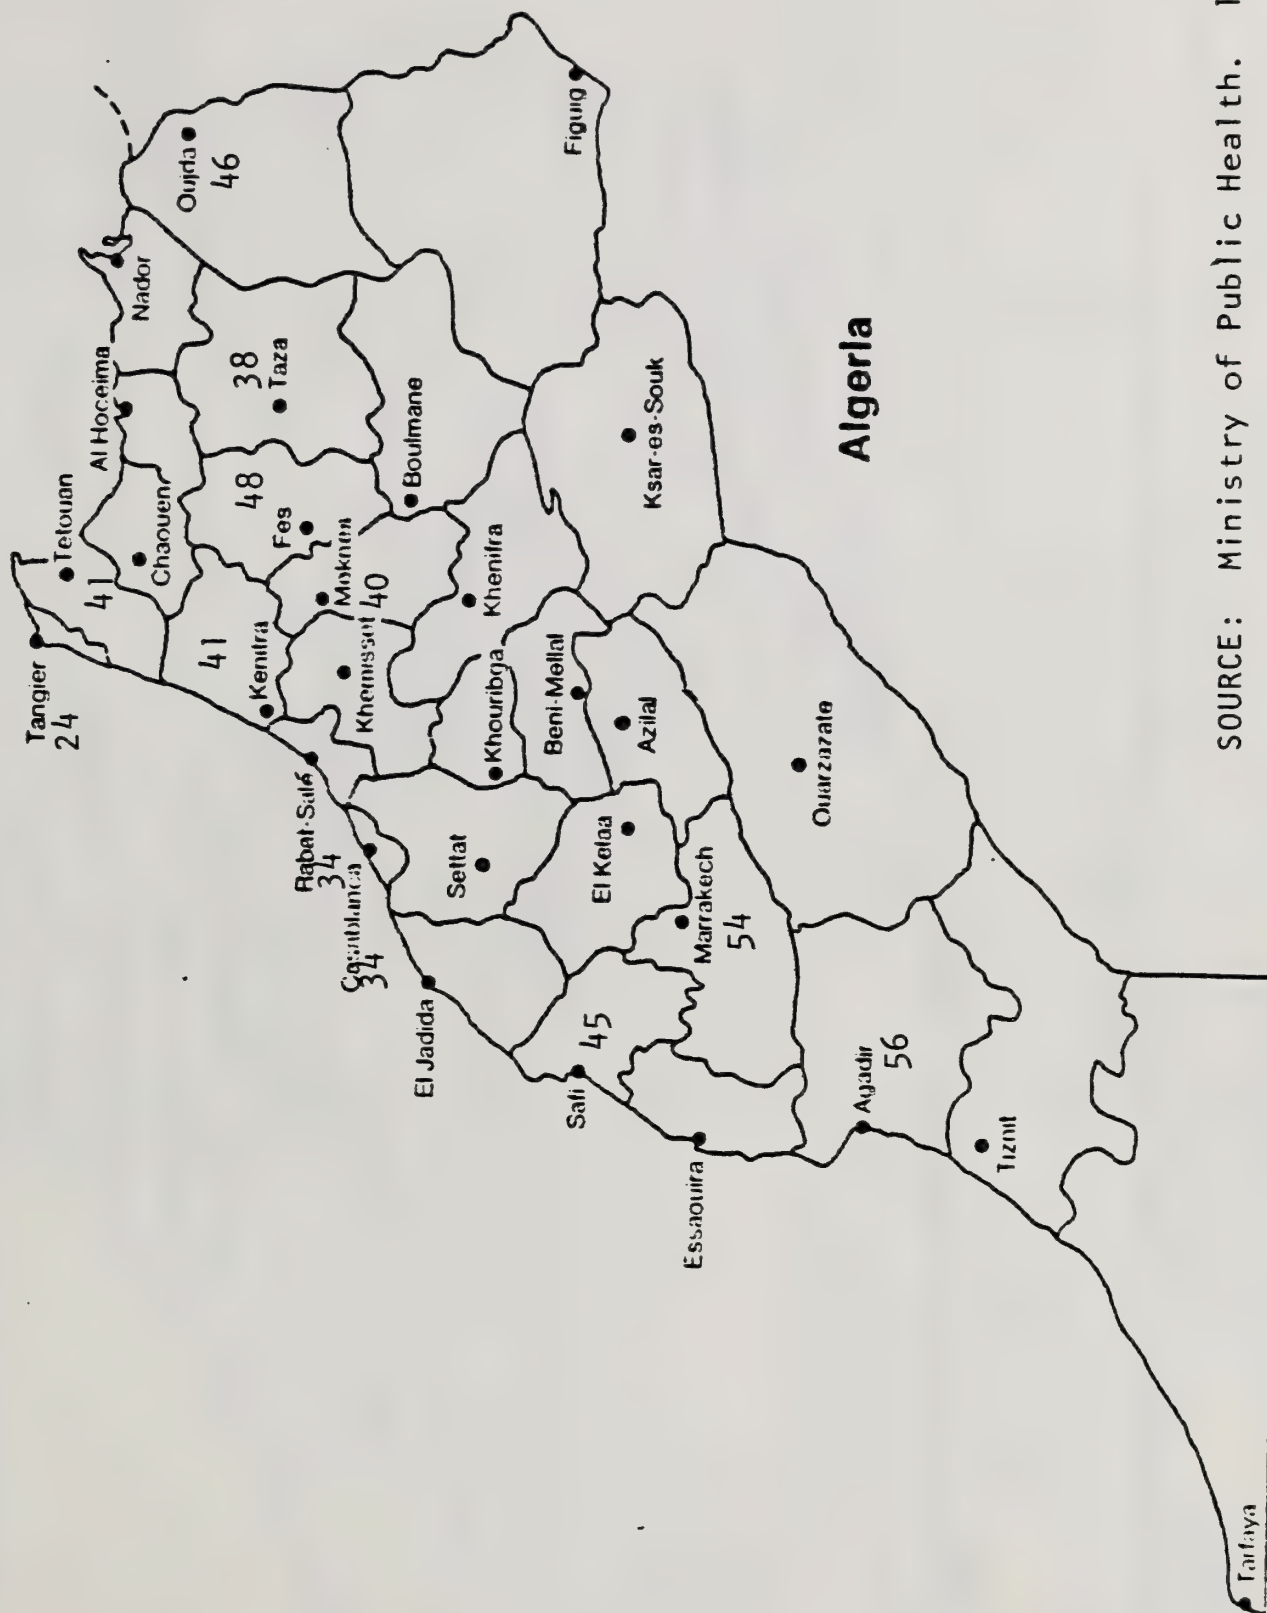 Tangier
24
Tetouan
41
Chaouen
Al Hoceima
Nador
Oujda
46
41
Kenitra
48
Fes
38
Taza
Meknes
40
Khemisset
Rabat-Salé
34
Casablanca
34
Boulmane
Figuig
Khenifra
Khouribga
Settat
El Jadida
Beni-Mellal
Ksar-es-Souk
Azilal
El Kelaa
Safi
45
Marrakech
54
Essaouira
Ouarzazate
Algeria
Agadir
56
Tiznit
Tarfaya
SOURCE: Ministry of Public Health.